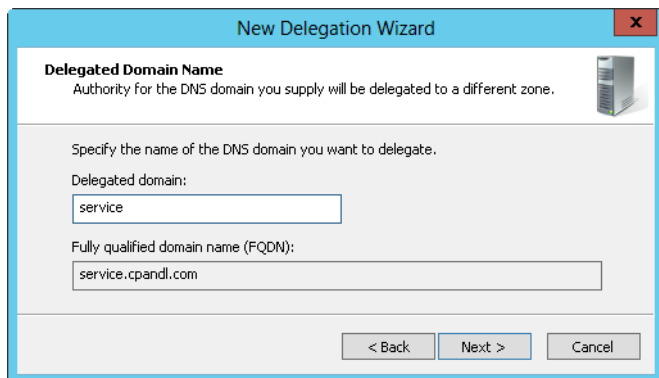 New Delegation Wizard
x
Delegated Domain Name
Authority for the DNS domain you supply will be delegated to a different zone.
Specify the name of the DNS domain you want to delegate.
Delegated domain:
service
Fully qualified domain name (FQDN):
service.cpandl.com
< Back
Next >
Cancel